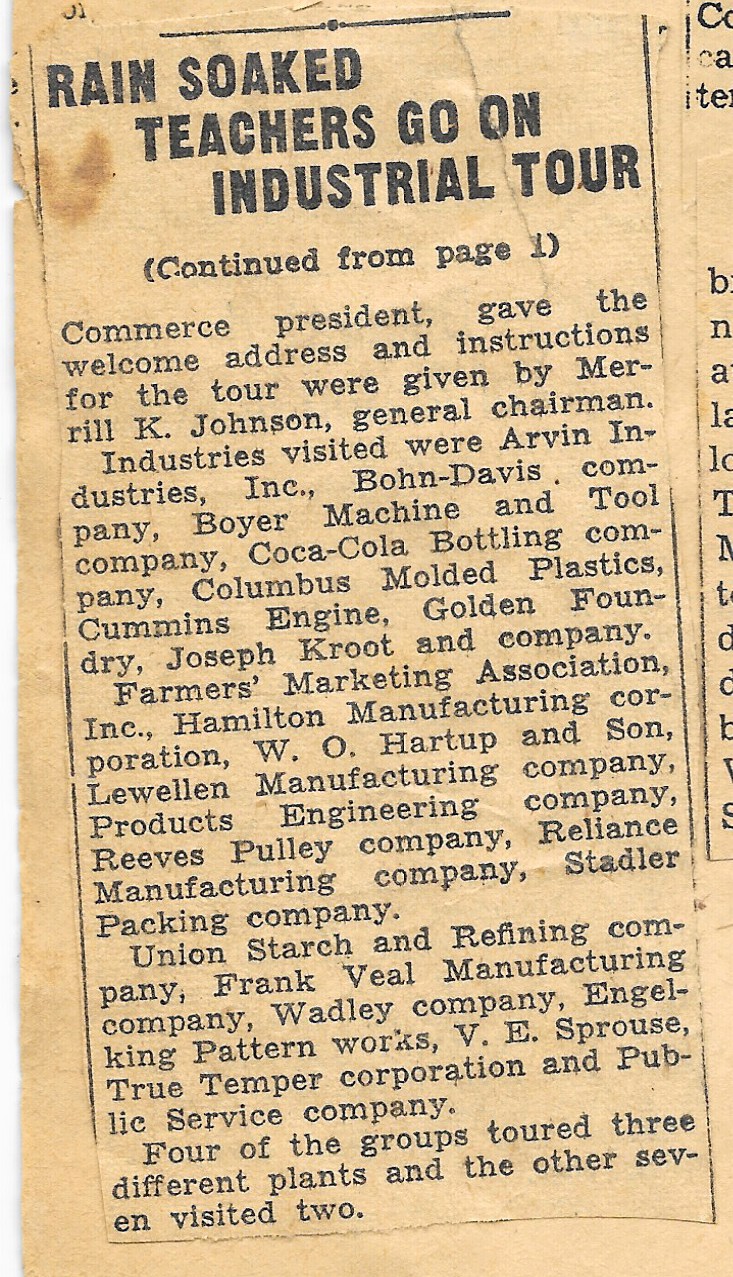 RAIN SOAKED
TEACHERS GO ON
INDUSTRIAL TOUR
(Continued from page 1)
Commerce president, gave the
welcome address and instructions
for the tour were given by Mer-
rill K. Johnson, general chairman.
Industries visited were Arvin In-
dustries, Inc., Bohn-Davis com-
pany, Boyer Machine and Tool
company, Coca-Cola Bottling com-
pany, Columbus Molded Plastics,
Cummins Engine, Golden Foun-
dry, Joseph Kroot and company.
Farmers' Marketing Association,
Inc., Hamilton Manufacturing cor-
poration, W. O. Hartup and Son,
Lewellen Manufacturing company,
Products Engineering company,
Reeves Pulley company, Reliance
Manufacturing company, Stadler
Packing company.
Union Starch and Refining com-
pany, Frank Veal Manufacturing
company, Wadley company, Engel-
king Pattern works, V. E. Sprouse,
True Temper corporation and Pub-
lic Service company.
Four of the groups toured three
different plants and the other sev-
en visited two.